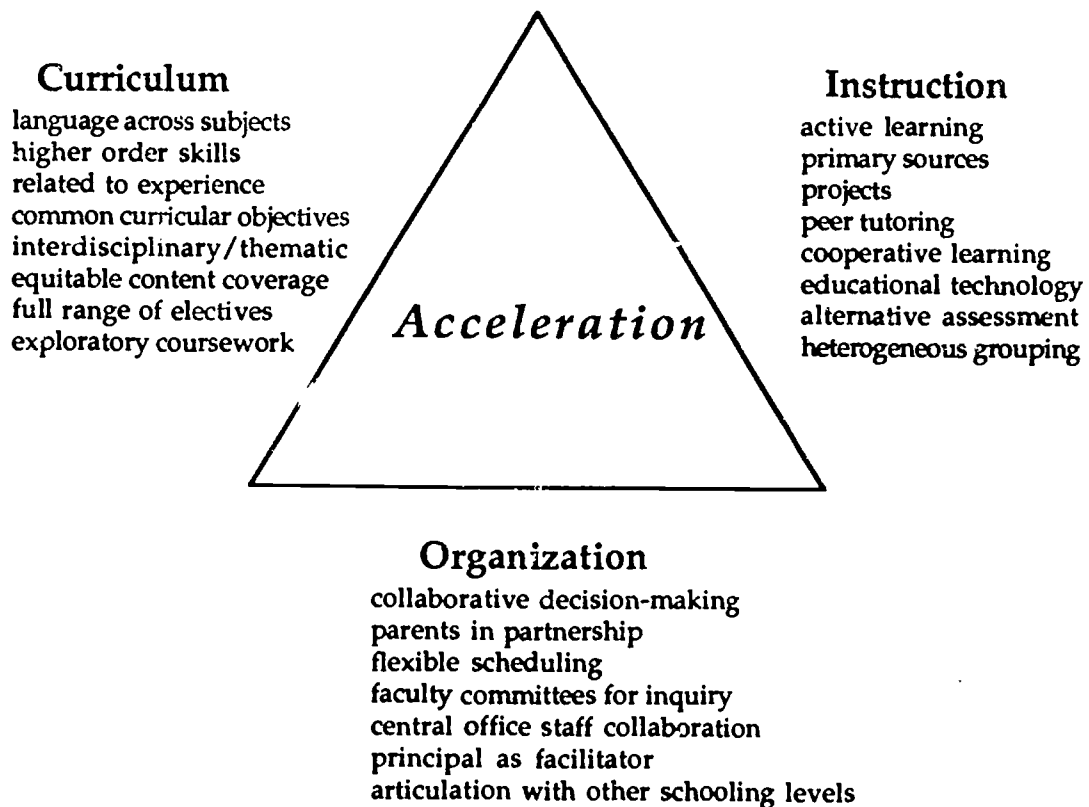 Curriculum
language across subjects
higher order skills
related to experience
common curricular objectives
interdisciplinary/thematic
equitable content coverage
full range of electives
exploratory coursework
Instruction
active learning
primary sources
projects
peer tutoring
cooperative learning
educational technology
alternative assessment
heterogeneous grouping
Acceleration
Organization
collaborative decision-making
parents in partnership
flexible scheduling
faculty committees for inquiry
central office staff collaboration
principal as facilitator
articulation with other schooling levels